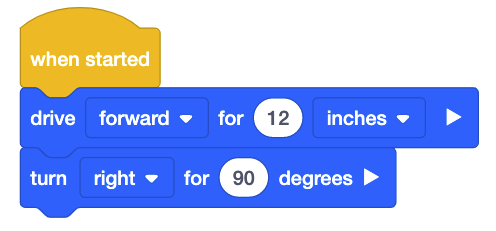 when started
drive forward for 12 inches
turn right for 90 degrees